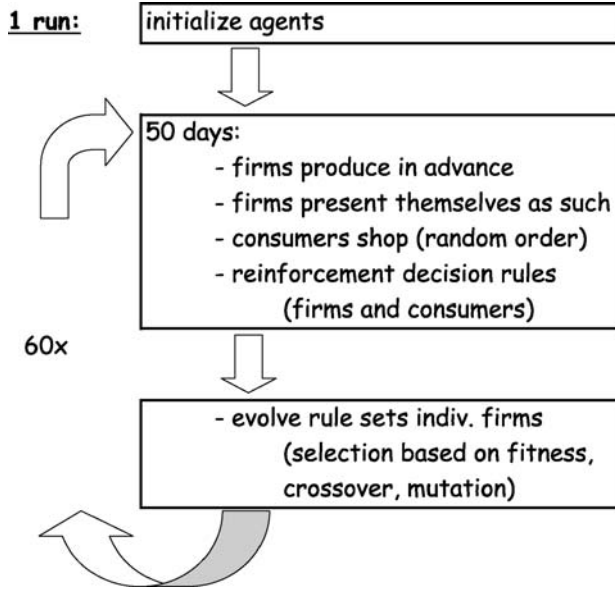 1 run:
initialize agents
50 days:
- firms produce in advance
- firms present themselves as such
- consumers shop (random order)
- reinforcement decision rules
(firms and consumers)
60x
- evolve rule sets indiv. firms
(selection based on fitness,
crossover, mutation)